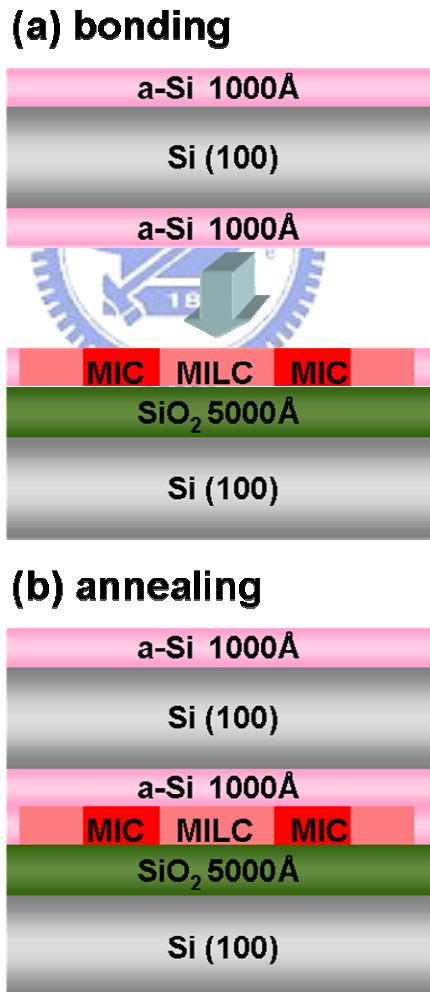 (a) bonding
a-Si 1000Å
Si (100)
a-Si 1000Å
18
MIC MILC MIC
SiO₂ 5000Å
Si (100)
(b) annealing
a-Si 1000Å
Si (100)
a-Si 1000Å
MIC MILC MIC
SiO₂ 5000Å
Si (100)